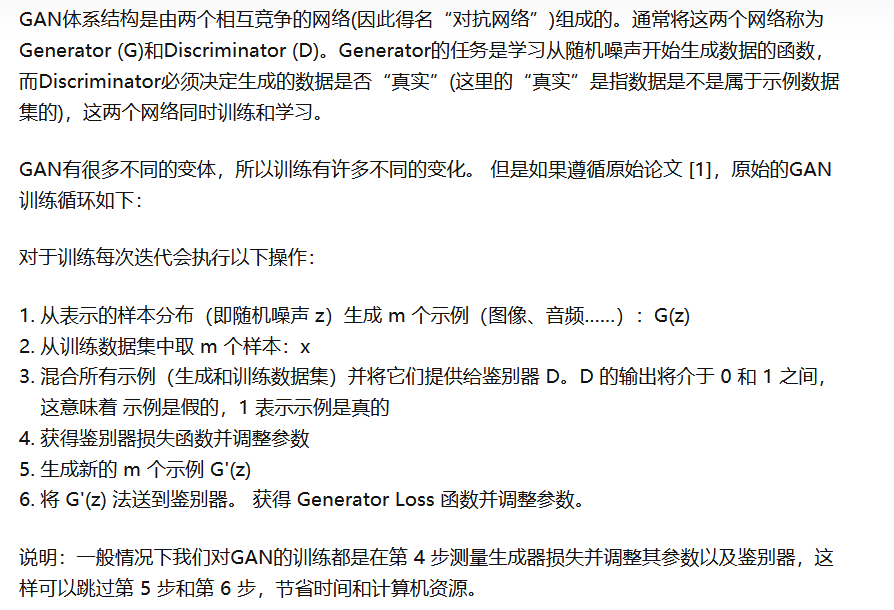 GAN体系结构是由两个相互竞争的网络(因此得名“对抗网络”)组成的。通常将这两个网络称为
Generator (G)和Discriminator (D)。Generator的任务是学习从随机噪声开始生成数据的函数，
而Discriminator必须决定生成的数据是否“真实”(这里的“真实”是指数据是不是属于示例数据
集的)，这两个网络同时训练和学习。
GAN有很多不同的变体，所以训练有许多不同的变化。 但是如果遵循原始论文 [1]，原始的GAN
训练循环如下：
对于训练每次迭代会执行以下操作：
1. 从表示的样本分布（即随机噪声 z）生成 m 个示例（图像、音频……）：G(z)
2. 从训练数据集中取 m 个样本：x
3. 混合所有示例（生成和训练数据集）并将它们提供给鉴别器 D。D 的输出将介于 0 和 1 之间，
这意味着 示例是假的，1 表示示例是真的
4. 获得鉴别器损失函数并调整参数
5. 生成新的 m 个示例 G'(z)
6. 将 G'(z) 法送到鉴别器。 获得 Generator Loss 函数并调整参数。
说明：一般情况下我们对GAN的训练都是在第 4 步测量生成器损失并调整其参数以及鉴别器，这
样可以跳过第 5 步和第 6 步，节省时间和计算机资源。